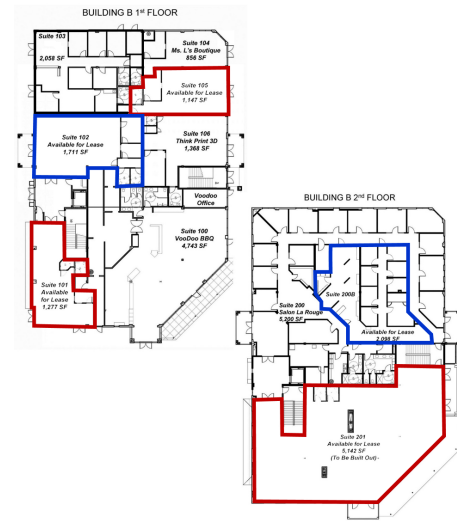 BUILDING B 1st FLOOR
Suite 103
2,058 SF
Suite 104
Ms. L's Boutique
856 SF
Suite 105
Available for Lease
1,147 SF
Suite 102
Available for Lease
1,711 SF
Suite 106
Think Print 3D
1,368 SF
Voodoo
Office
Suite 100
VooDoo BBQ
4,743 SF
Suite 101
Available
for Lease
1,277 SF
BUILDING B 2nd FLOOR
Suite 200B
Suite 200
Salon La Rouge
5,200 SF
Available for Lease
2,098 SF
Suite 201
Available for Lease
5,142 SF
(To Be Built Out)